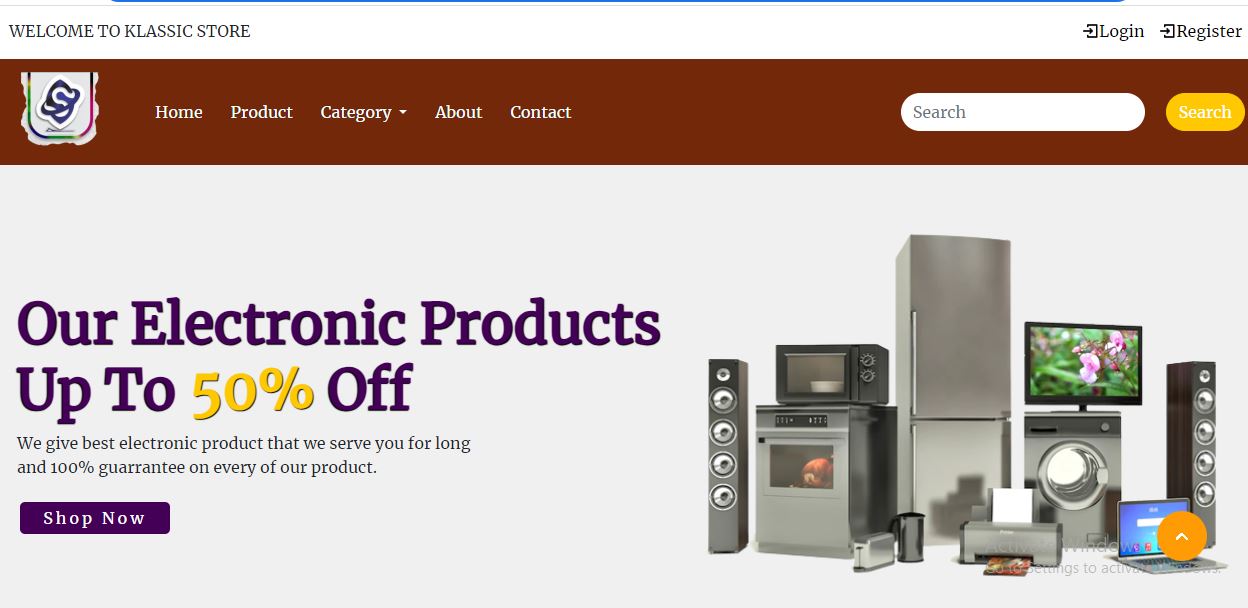 WELCOME TO KLASSIC STORE
Login Register
Home Product Category About Contact Search Search
Our Electronic Products
Up To 50% Off
We give best electronic product that we serve you for long
and 100% guarrantee on every of our product.
Shop Now
Activate Windows
Go to Settings to activate Windows.